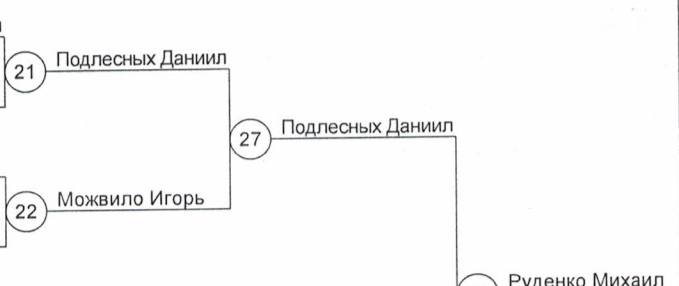 21 Подлесных Даниил
27 Подлесных Даниил
22 Можвило Игорь
Руденко Михаил